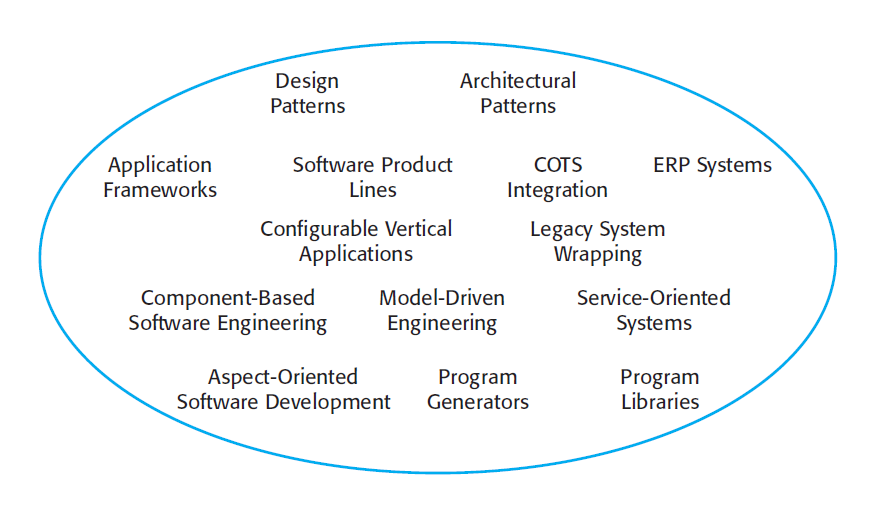 Design
Patterns
Architectural
Patterns
Application
Frameworks
Software Product
Lines
COTS
Integration
ERP Systems
Configurable Vertical
Applications
Legacy System
Wrapping
Component-Based
Software Engineering
Model-Driven
Engineering
Service-Oriented
Systems
Aspect-Oriented
Software Development
Program
Generators
Program
Libraries